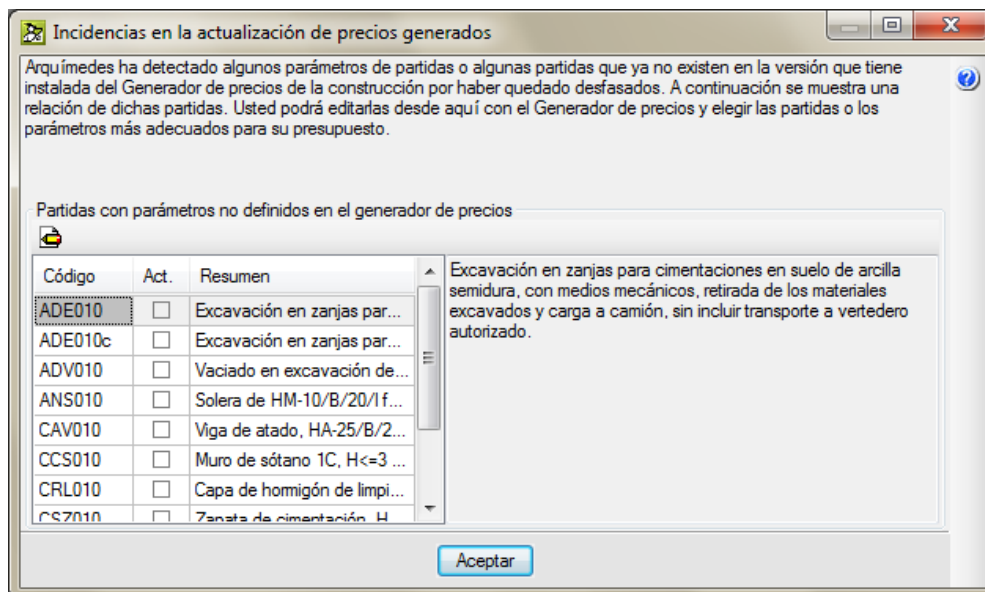 Incidencias en la actualización de precios generados
Arquímedes ha detectado algunos parámetros de partidas o algunas partidas que ya no existen en la versión que tiene
instalada del Generador de precios de la construcción por haber quedado desfasados. A continuación se muestra una
relación de dichas partidas. Usted podrá editarlas desde aquí con el Generador de precios y elegir las partidas o los
parámetros más adecuados para su presupuesto.
Partidas con parámetros no definidos en el generador de precios
Código Act. Resumen
ADE010 Excavación en zanjas par...
ADE010c Excavación en zanjas par...
ADV010 Vaciado en excavación de...
ANS010 Solera de HM-10/B/20/I f...
CAV010 Viga de atado, HA-25/B/2...
CCS010 Muro de sótano 1C, H<=3 ...
CRL010 Capa de hormigón de limpi...
CSZ010 Zapata de cimentación, H
Excavación en zanjas para cimentaciones en suelo de arcilla
semidura, con medios mecánicos, retirada de los materiales
excavados y carga a camión, sin incluir transporte a vertedero
autorizado.
Aceptar